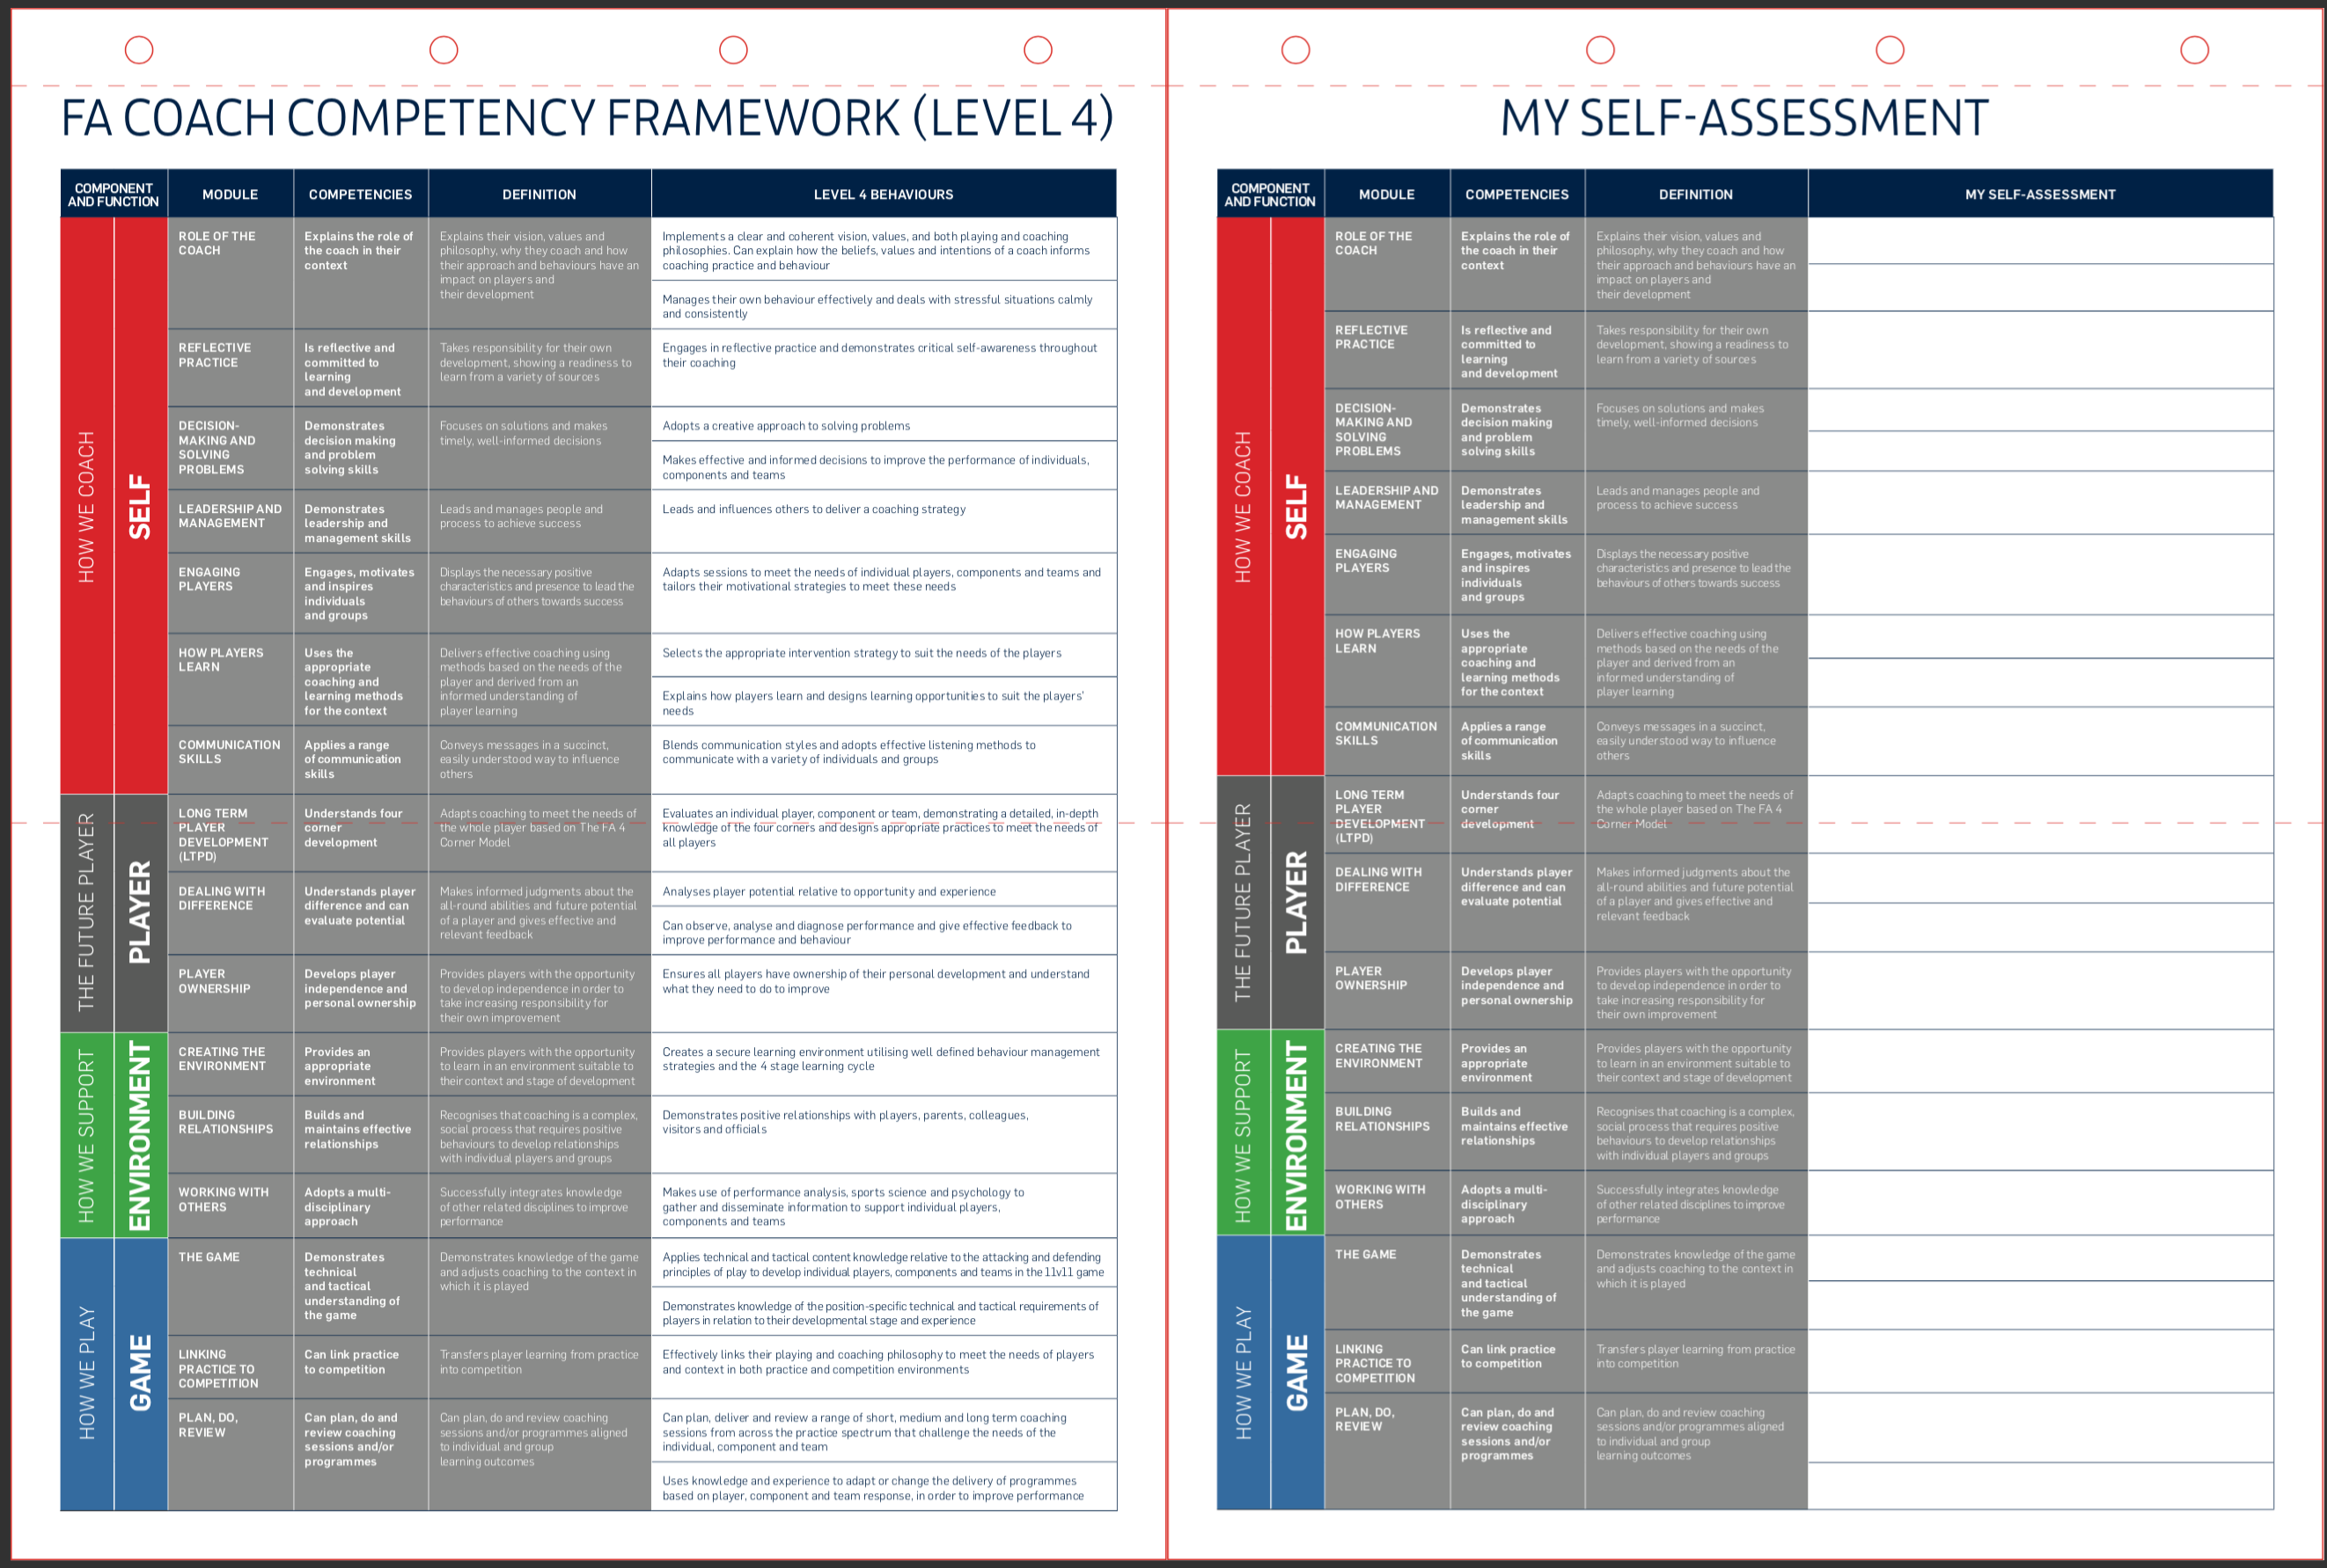 FA COACH COMPETENCY FRAMEWORK (LEVEL 4)
COMPONENT
AND FUNCTION
MODULE
COMPETENCIES
DEFINITION
LEVEL 4 BEHAVIOURS
HOW WE COACH
SELF
ROLE OF THE
COACH
Explains the role of
the coach in their
context
Explains their vision, values and
philosophy, why they coach and how
their approach and behaviours have an
impact on players and
their development
Implements a clear and coherent vision, values, and both playing and coaching
philosophies. Can explain how the beliefs, values and intentions of a coach informs
coaching practice and behaviour
Manages their own behaviour effectively and deals with stressful situations calmly
and consistently
REFLECTIVE
PRACTICE
Is reflective and
committed to
learning
and development
Takes responsibility for their own
development, showing a readiness to
learn from a variety of sources
Engages in reflective practice and demonstrates critical self-awareness throughout
their coaching
DECISION-
MAKING AND
SOLVING
PROBLEMS
Demonstrates
decision making
and problem
solving skills
Focuses on solutions and makes
timely, well-informed decisions
Adopts a creative approach to solving problems
Makes effective and informed decisions to improve the performance of individuals,
components and teams
LEADERSHIP AND
MANAGEMENT
Demonstrates
leadership and
management skills
Leads and manages people and
process to achieve success
Leads and influences others to deliver a coaching strategy
ENGAGING
PLAYERS
Engages, motivates
and inspires
individuals
and groups
Displays the necessary positive
characteristics and presence to lead the
behaviours of others towards success
Adapts sessions to meet the needs of individual players, components and teams and
tailors their motivational strategies to meet these needs
HOW PLAYERS
LEARN
Uses the
appropriate
coaching and
learning methods
for the context
Delivers effective coaching using
methods based on the needs of the
player and derived from an
informed understanding of
player learning
Selects the appropriate intervention strategy to suit the needs of the players
Explains how players learn and designs learning opportunities to suit the players'
needs
COMMUNICATION
SKILLS
Applies a range
of communication
skills
Conveys messages in a succinct,
easily understood way to influence
others
Blends communication styles and adopts effective listening methods to
communicate with a variety of individuals and groups
THE FUTURE PLAYER
PLAYER
LONG TERM
PLAYER
DEVELOPMENT
(LTPD)
Understands four
corner
development
Adapts coaching to meet the needs of
the whole player based on The FA 4
Corner Model
Evaluates an individual player, component or team, demonstrating a detailed, in-depth
knowledge of the four corners and designs appropriate practices to meet the needs of
all players
DEALING WITH
DIFFERENCE
Understands player
difference and can
evaluate potential
Makes informed judgments about the
all-round abilities and future potential
of a player and gives effective and
relevant feedback
Analyses player potential relative to opportunity and experience
Can observe, analyse and diagnose performance and give effective feedback to
improve performance and behaviour
PLAYER
OWNERSHIP
Develops player
independence and
personal ownership
Provides players with the opportunity
to develop independence in order to
take increasing responsibility for
their own improvement
Ensures all players have ownership of their personal development and understand
what they need to do to improve
HOW WE SUPPORT
ENVIRONMENT
CREATING THE
ENVIRONMENT
Provides an
appropriate
environment
Provides players with the opportunity
to learn in an environment suitable to
their context and stage of development
Creates a secure learning environment utilising well defined behaviour management
strategies and the 4 stage learning cycle
BUILDING
RELATIONSHIPS
Builds and
maintains effective
relationships
Recognises that coaching is a complex,
social process that requires positive
behaviours to develop relationships
with individual players and groups
Demonstrates positive relationships with players, parents, colleagues,
visitors and officials
WORKING WITH
OTHERS
Adopts a multi-
disciplinary
approach
Successfully integrates knowledge
of other related disciplines to improve
performance
Makes use of performance analysis, sports science and psychology to
gather and disseminate information to support individual players,
components and teams
HOW WE PLAY
GAME
THE GAME
Demonstrates
technical
and tactical
understanding of
the game
Demonstrates knowledge of the game
and adjusts coaching to the context in
which it is played
Applies technical and tactical content knowledge relative to the attacking and defending
principles of play to develop individual players, components and teams in the 11v11 game
Demonstrates knowledge of the position-specific technical and tactical requirements of
players in relation to their developmental stage and experience
LINKING
PRACTICE TO
COMPETITION
Can link practice
to competition
Transfers player learning from practice
into competition
Effectively links their playing and coaching philosophy to meet the needs of players
and context in both practice and competition environments
PLAN, DO,
REVIEW
Can plan, do and
review coaching
sessions and/or
programmes
Can plan, do and review coaching
sessions and/or programmes aligned
to individual and group
learning outcomes
Can plan, deliver and review a range of short, medium and long term coaching
sessions from across the practice spectrum that challenge the needs of the
individual, component and team
Uses knowledge and experience to adapt or change the delivery of programmes
based on player, component and team response, in order to improve performance
MY SELF-ASSESSMENT
COMPONENT
AND FUNCTION
MODULE
COMPETENCIES
DEFINITION
MY SELF-ASSESSMENT
HOW WE COACH
SELF
ROLE OF THE
COACH
Explains the role of
the coach in their
context
Explains their vision, values and
philosophy, why they coach and how
their approach and behaviours have an
impact on players and
their development
REFLECTIVE
PRACTICE
Is reflective and
committed to
learning
and development
Takes responsibility for their own
development, showing a readiness to
learn from a variety of sources
DECISION-
MAKING AND
SOLVING
PROBLEMS
Demonstrates
decision making
and problem
solving skills
Focuses on solutions and makes
timely, well-informed decisions
LEADERSHIP AND
MANAGEMENT
Demonstrates
leadership and
management skills
Leads and manages people and
process to achieve success
ENGAGING
PLAYERS
Engages, motivates
and inspires
individuals
and groups
Displays the necessary positive
characteristics and presence to lead the
behaviours of others towards success
HOW PLAYERS
LEARN
Uses the
appropriate
coaching and
learning methods
for the context
Delivers effective coaching using
methods based on the needs of the
player and derived from an
informed understanding of
player learning
COMMUNICATION
SKILLS
Applies a range
of communication
skills
Conveys messages in a succinct,
easily understood way to influence
others
THE FUTURE PLAYER
PLAYER
LONG TERM
PLAYER
DEVELOPMENT
(LTPD)
Understands four
corner
development
Adapts coaching to meet the needs of
the whole player based on The FA 4
Corner Model
DEALING WITH
DIFFERENCE
Understands player
difference and can
evaluate potential
Makes informed judgments about the
all-round abilities and future potential
of a player and gives effective and
relevant feedback
PLAYER
OWNERSHIP
Develops player
independence and
personal ownership
Provides players with the opportunity
to develop independence in order to
take increasing responsibility for
their own improvement
HOW WE SUPPORT
ENVIRONMENT
CREATING THE
ENVIRONMENT
Provides an
appropriate
environment
Provides players with the opportunity
to learn in an environment suitable to
their context and stage of development
BUILDING
RELATIONSHIPS
Builds and
maintains effective
relationships
Recognises that coaching is a complex,
social process that requires positive
behaviours to develop relationships
with individual players and groups
WORKING WITH
OTHERS
Adopts a multi-
disciplinary
approach
Successfully integrates knowledge
of other related disciplines to improve
performance
HOW WE PLAY
GAME
THE GAME
Demonstrates
technical
and tactical
understanding of
the game
Demonstrates knowledge of the game
and adjusts coaching to the context in
which it is played
LINKING
PRACTICE TO
COMPETITION
Can link practice
to competition
Transfers player learning from practice
into competition
PLAN, DO,
REVIEW
Can plan, do and
review coaching
sessions and/or
programmes
Can plan, do and review coaching
sessions and/or programmes aligned
to individual and group
learning outcomes